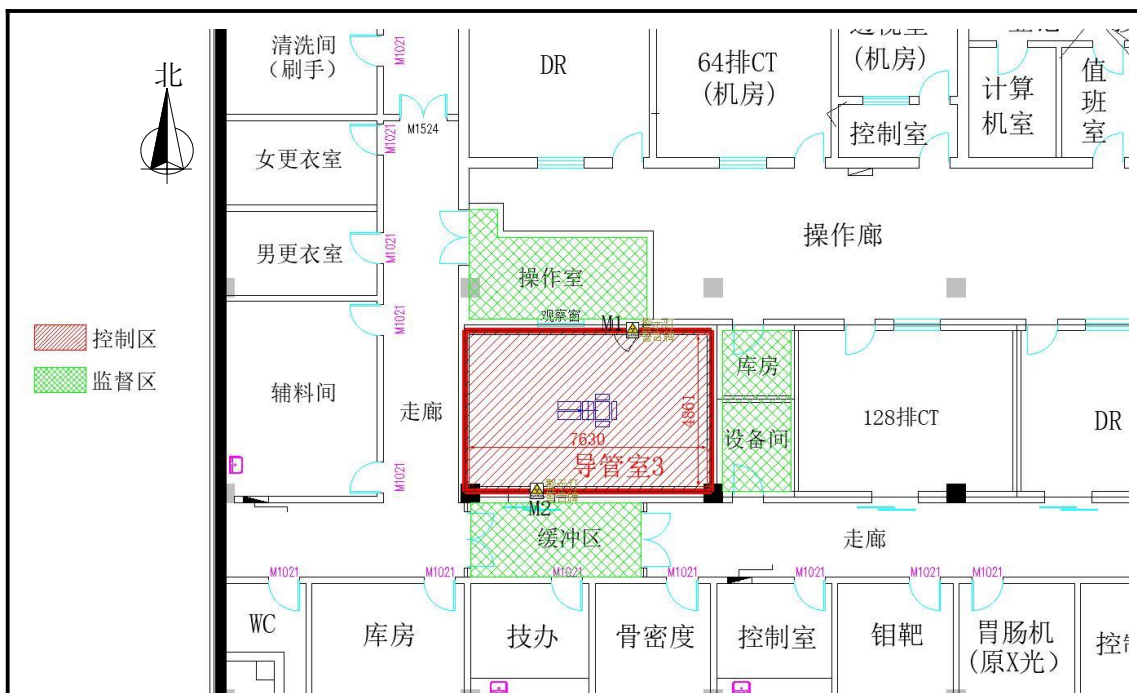 北
控制区
监督区
清洗间
（刷手）
M1021
M1524
DR
64排CT
(机房)
(机房)
控制室
计算
机室
值
班
室
女更衣室
M1021
男更衣室
M1021
操作室
操作廊
观察窗
M1
M1021
辅料间
走廊
M1021
4861
7630
导管室3
库房
设备间
128排CT
DR
M2
缓冲区
走廊
M1021
M1021
M1021
M1021
M1021
M1021
M1021
WC
库房
技办
骨密度
控制室
钼靶
胃肠机
(原X光）